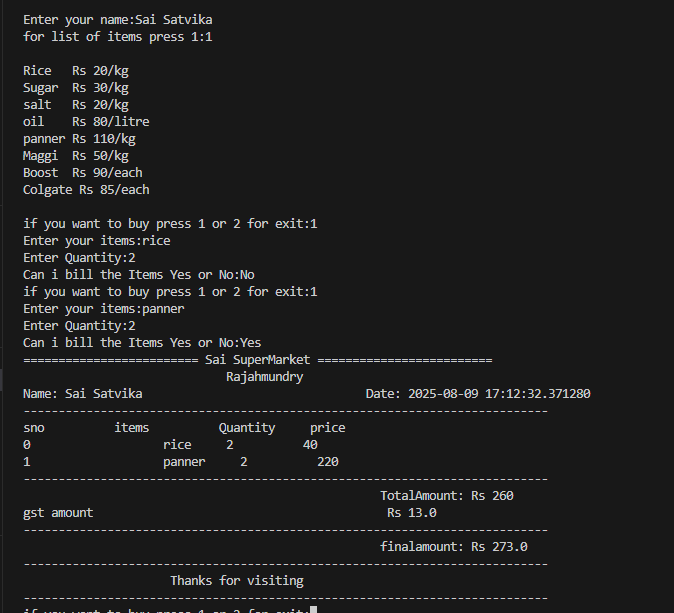 Enter your name:Sai Satvika
for list of items press 1:1
Rice   Rs 20/kg
Sugar  Rs 30/kg
salt   Rs 20/kg
oil    Rs 80/litre
panner Rs 110/kg
Maggi  Rs 50/kg
Boost  Rs 90/each
Colgate Rs 85/each
if you want to buy press 1 or 2 for exit:1
Enter your items:rice
Enter Quantity:2
Can i bill the Items Yes or No:No
if you want to buy press 1 or 2 for exit:1
Enter your items:panner
Enter Quantity:2
Can i bill the Items Yes or No:Yes
========================= Sai SuperMarket =========================
Rajahmundry
Name: Sai Satvika                                Date: 2025-08-09 17:12:32.371280
---------------------------------------------------------------------------
sno          items          Quantity     price
0                   rice     2          40
1                   panner     2          220
---------------------------------------------------------------------------
TotalAmount: Rs 260
gst amount                                          Rs 13.0
---------------------------------------------------------------------------
finalamount: Rs 273.0
---------------------------------------------------------------------------
Thanks for visiting
---------------------------------------------------------------------------
if you want to buy press 1 or 2 for exit: